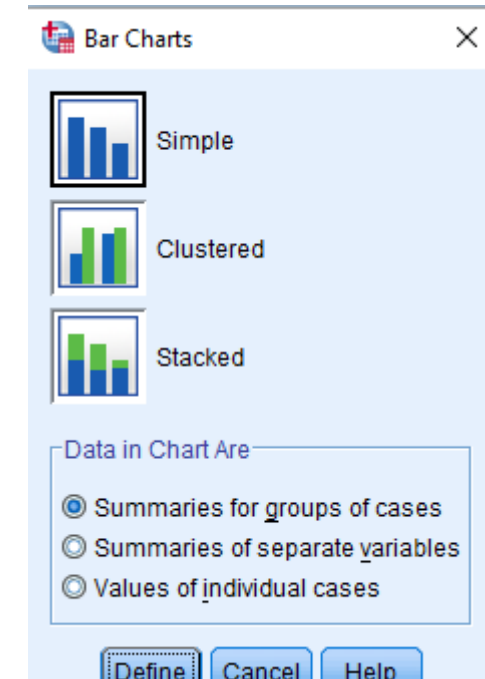 Bar Charts
Simple
Clustered
Stacked
Data in Chart Are
Summaries for groups of cases
Summaries of separate variables
Values of individual cases
Define Cancel Help